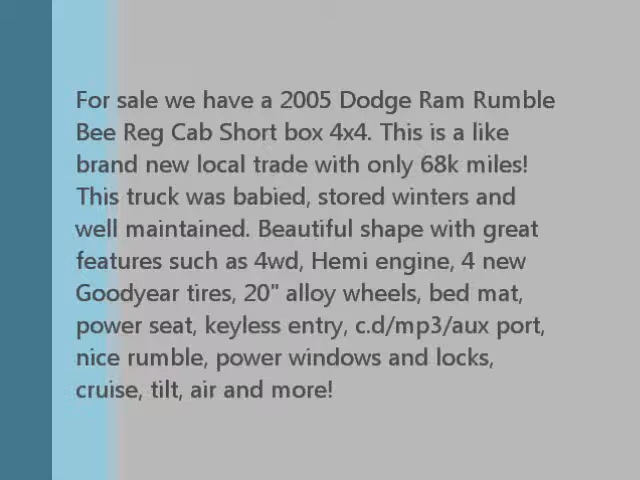 For sale we have a 2005 Dodge Ram Rumble
Bee Reg Cab Short box 4x4. This is a like
brand new local trade with only 68k miles!
This truck was babied, stored winters and
well maintained. Beautiful shape with great
features such as 4wd, Hemi engine, 4 new
Goodyear tires, 20" alloy wheels, bed mat,
power seat, keyless entry, c.d/mp3/aux port,
nice rumble, power windows and locks,
cruise, tilt, air and more!